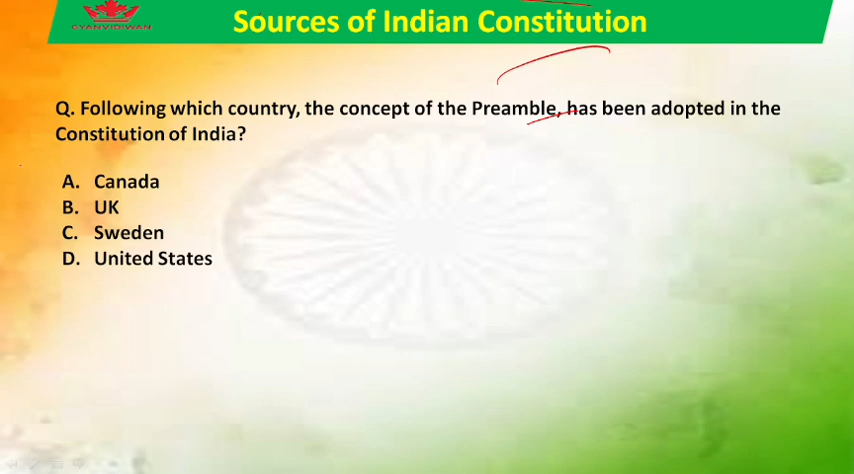 GYANVIDIWAN
Sources of Indian Constitution
Q. Following which country, the concept of the Preamble, has been adopted in the
Constitution of India?
A. Canada
B. UK
C. Sweden
D. United States